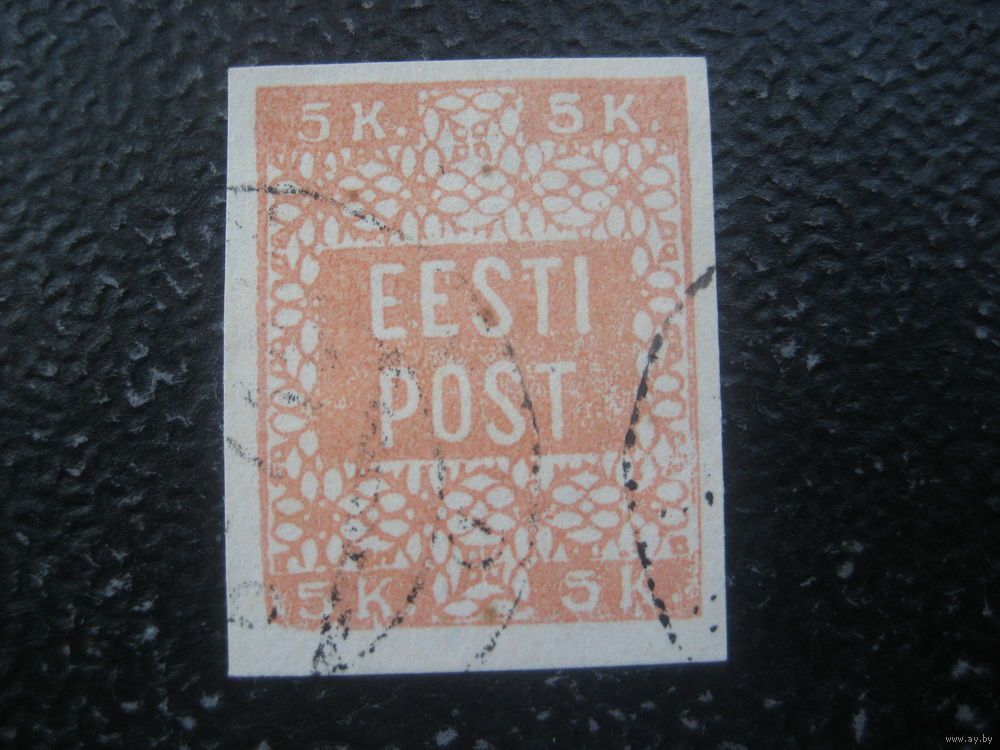 5 K. 5 K.
EESTI
POST
5 K 5 K.
www.ay.by